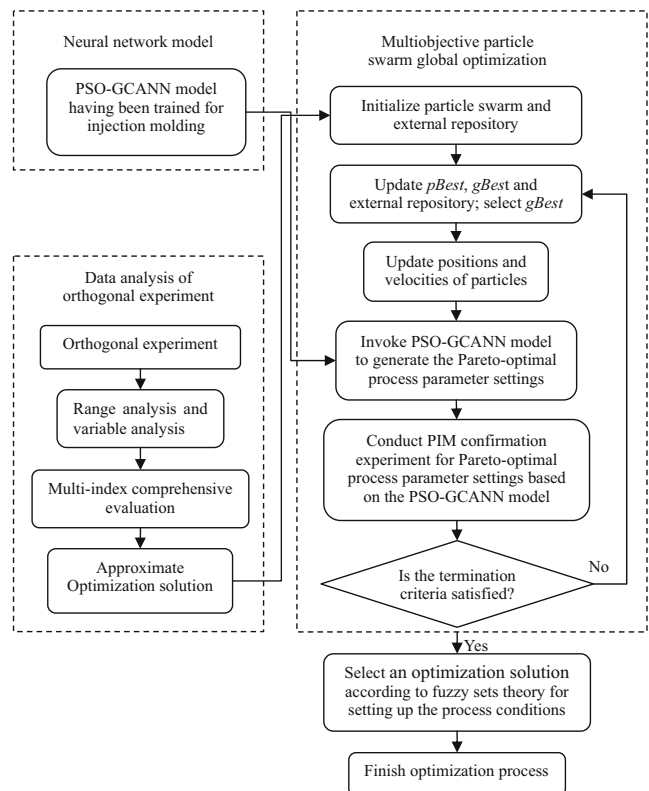 Neural network model
PSO-GCANN model
having been trained for
injection molding
Data analysis of
orthogonal experiment
Orthogonal experiment
Range analysis and
variable analysis
Multi-index comprehensive
evaluation
Approximate
Optimization solution
Multiobjective particle
swarm global optimization
Initialize particle swarm and
external repository
Update pBest, gBest and
external repository; select gBest
Update positions and
velocities of particles
Invoke PSO-GCANN model
to generate the Pareto-optimal
process parameter settings
Conduct PIM confirmation
experiment for Pareto-optimal
process parameter settings based
on the PSO-GCANN model
Is the termination
criteria satisfied?
No
Yes
Select an optimization solution
according to fuzzy sets theory for
setting up the process conditions
Finish optimization process